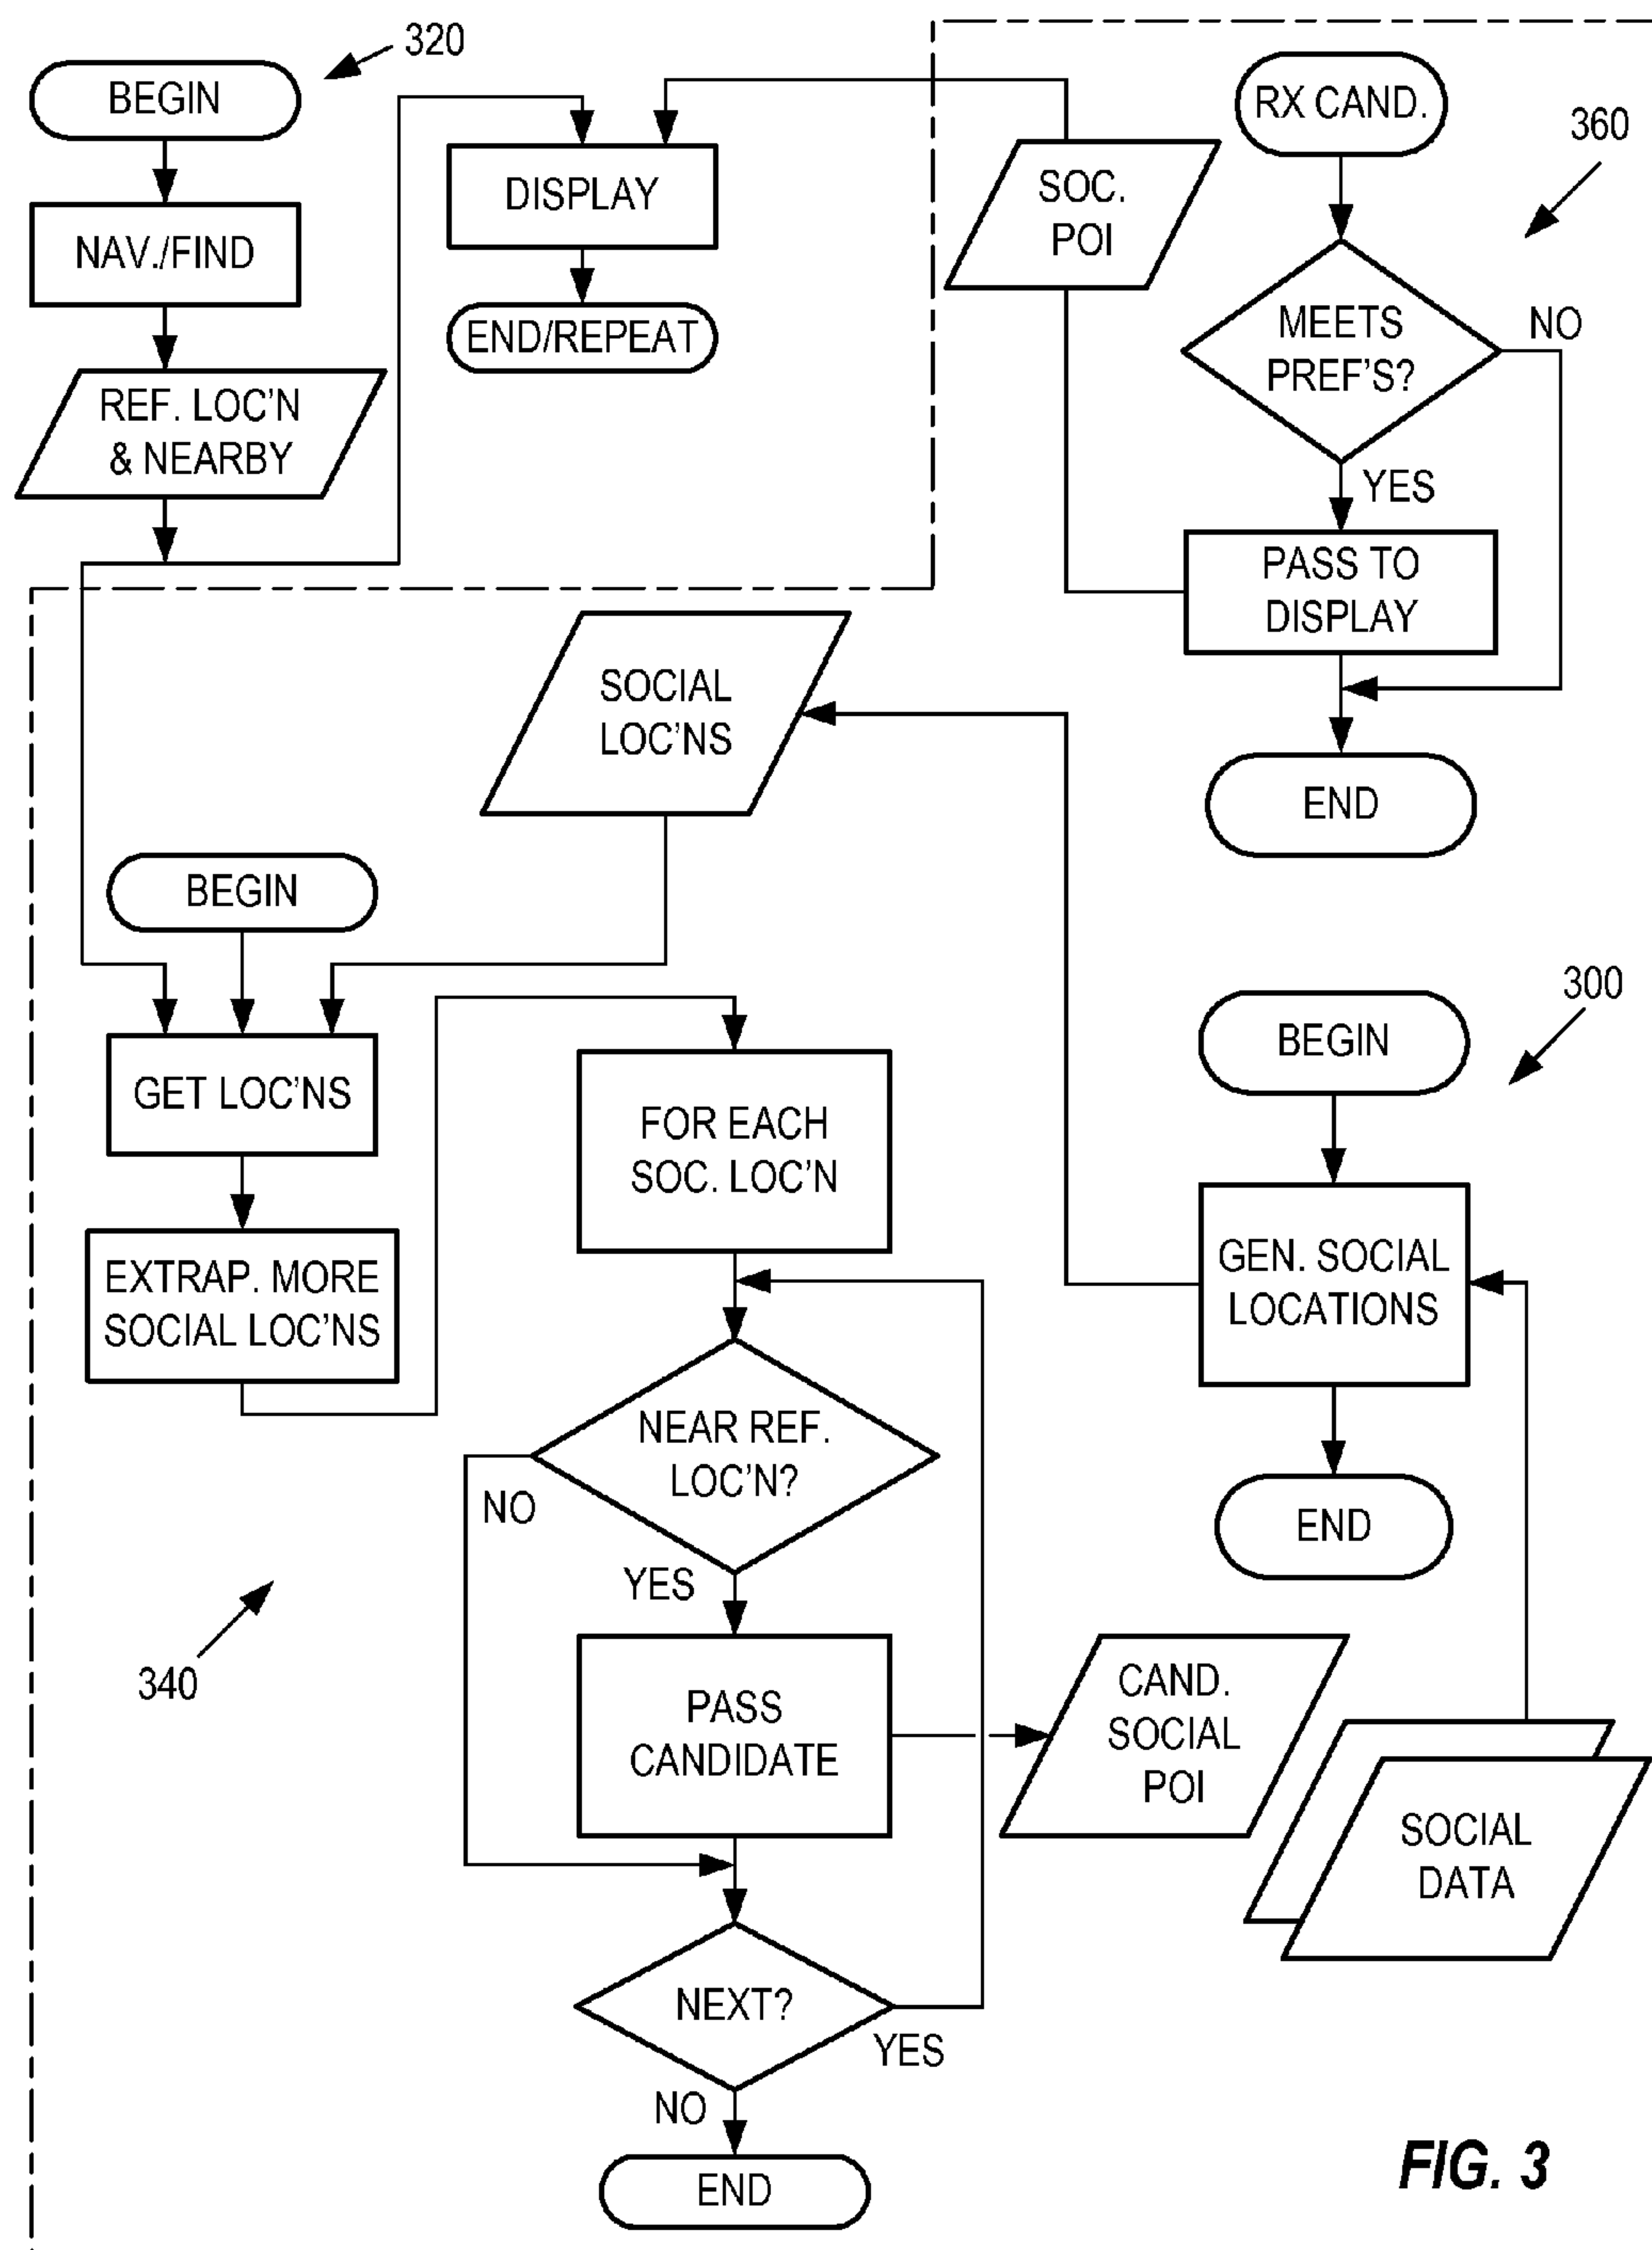 320
BEGIN
NAV./FIND
REF. LOC'N
& NEARBY
DISPLAY
END/REPEAT
SOC.
POI
RX CAND.
360
MEETS
PREF'S?
NO
YES
PASS TO
DISPLAY
END
SOCIAL
LOC'NS
BEGIN
GET LOC'NS
EXTRAP. MORE
SOCIAL LOC'NS
FOR EACH
SOC. LOC'N
NEAR REF.
LOC'N?
NO
YES
PASS
CANDIDATE
CAND.
SOCIAL
POI
NEXT?
YES
NO
END
340
300
BEGIN
GEN. SOCIAL
LOCATIONS
END
SOCIAL
DATA
FIG. 3